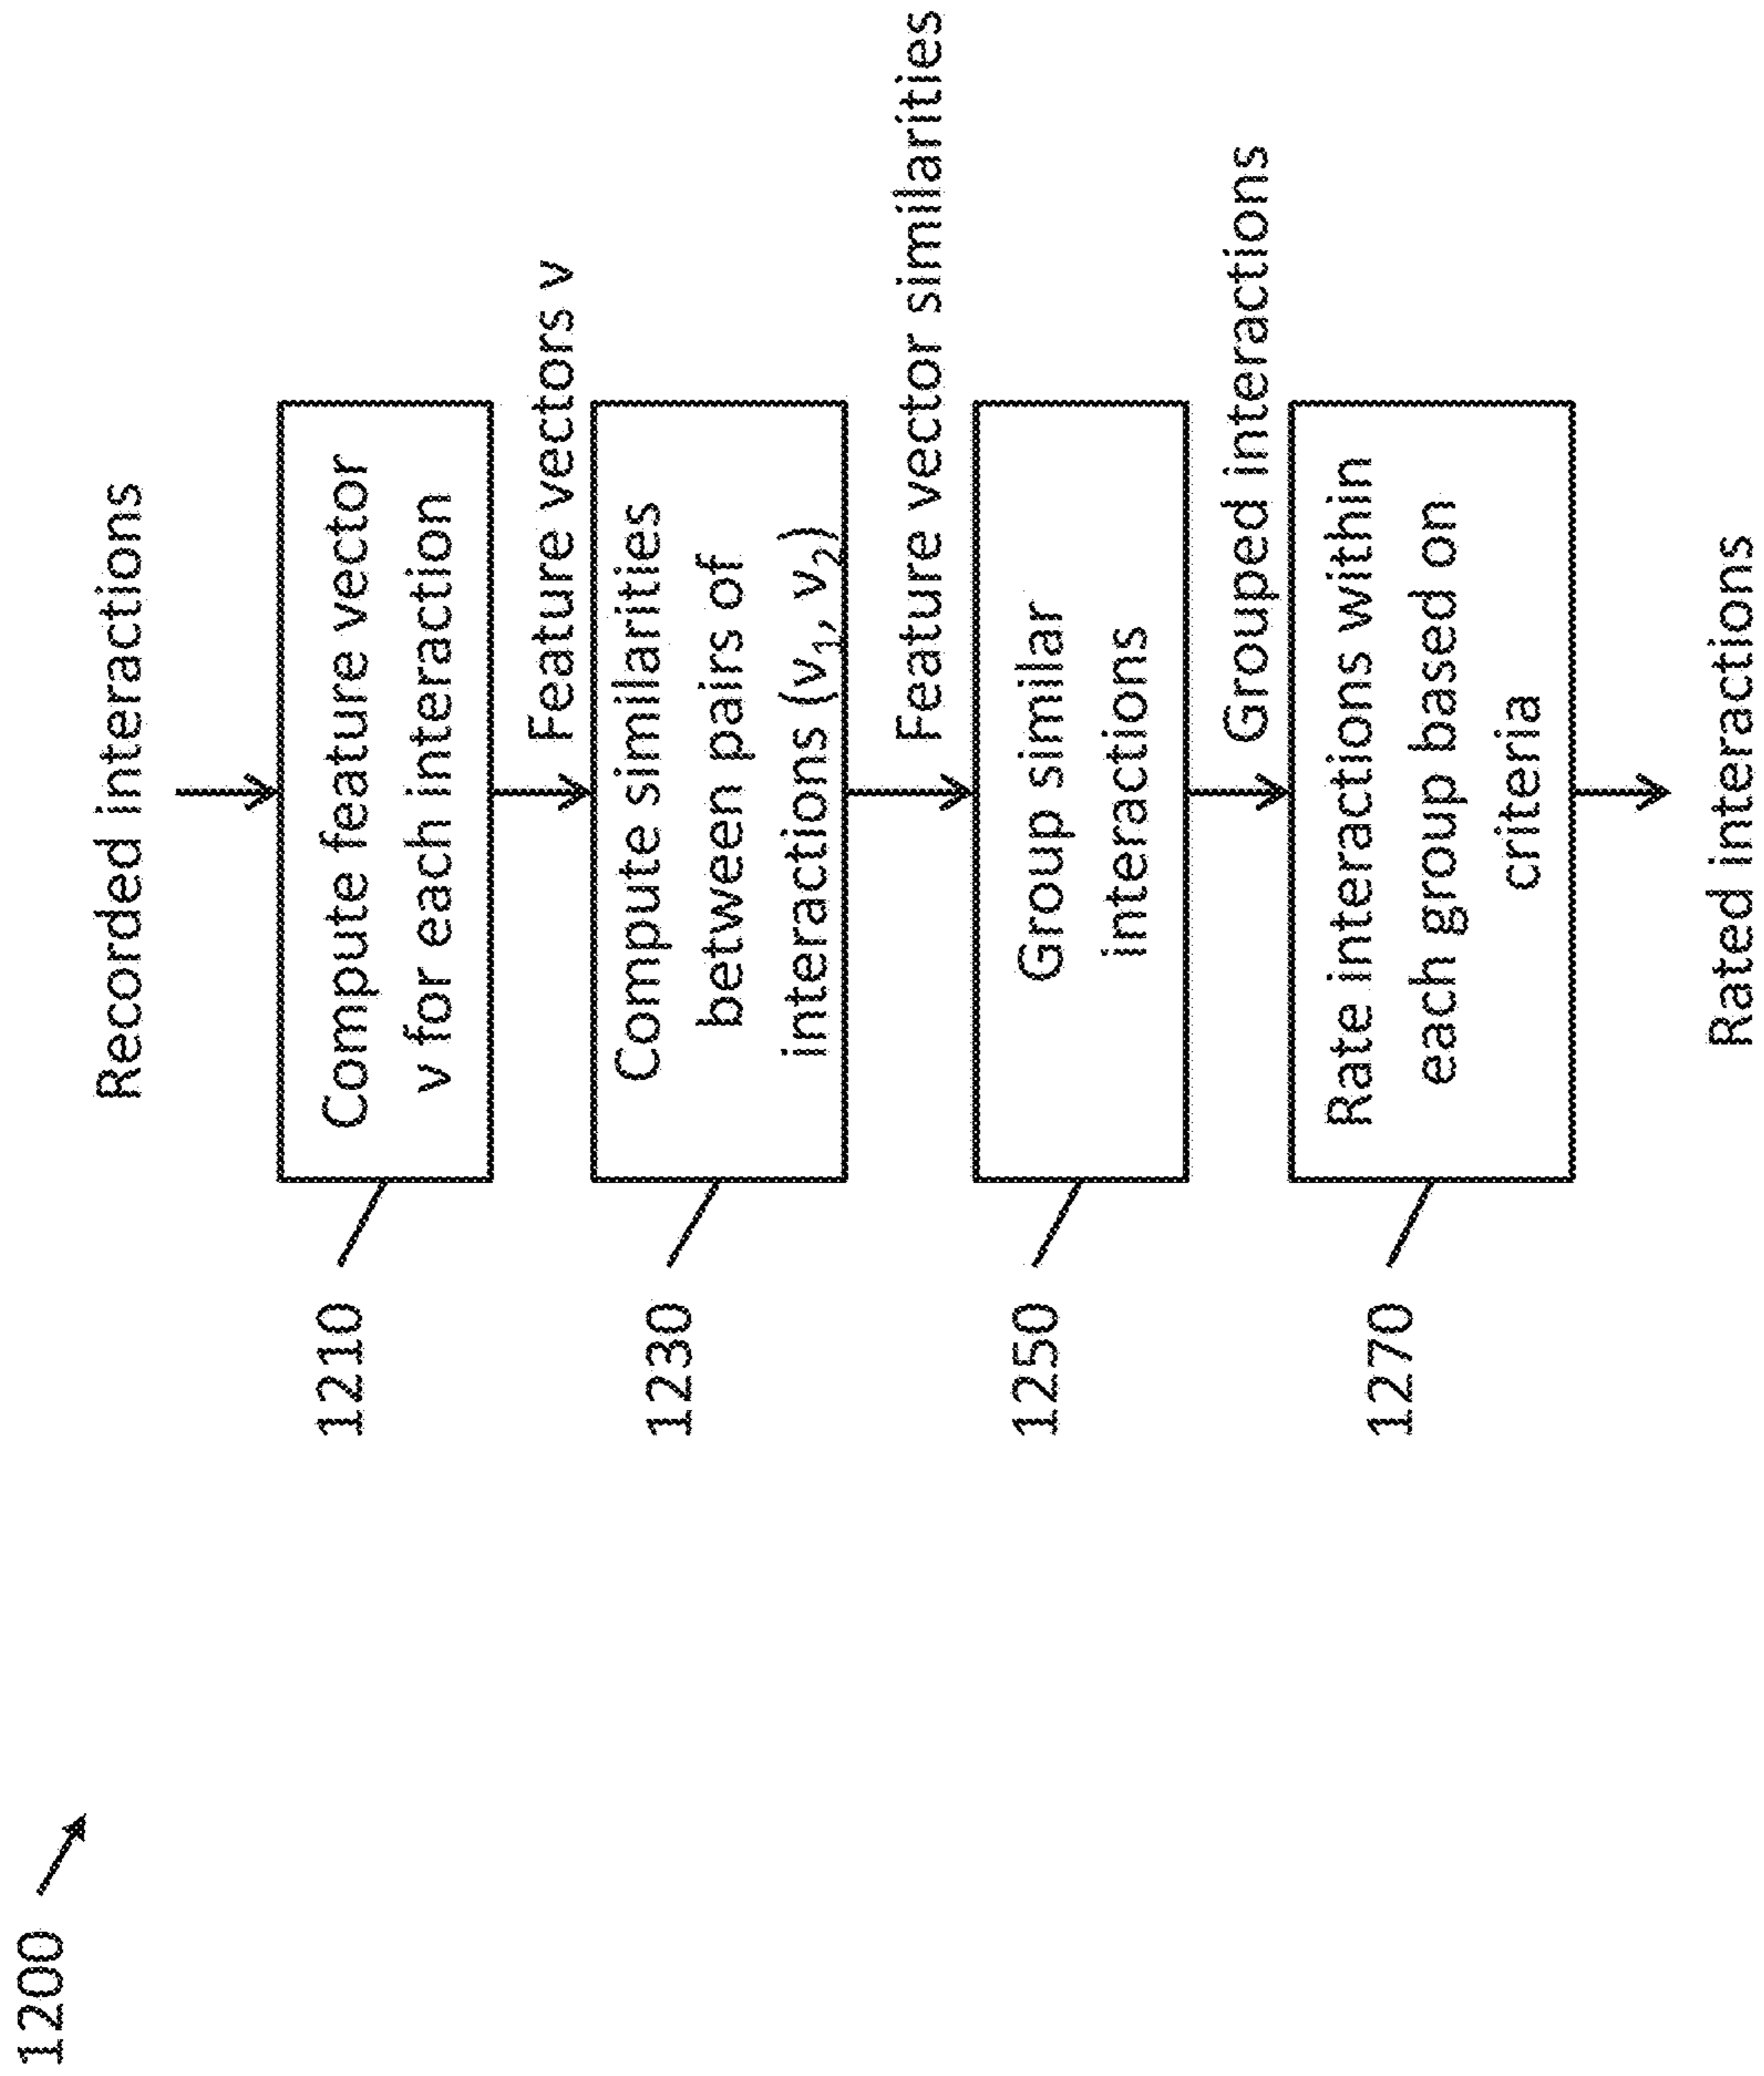 1200
Recorded interactions
1210
Compute feature vector
v for each interaction
Feature vectors v
1230
Compute similarities
between pairs of
interactions (v₁, v₂)
Feature vector similarities
1250
Group similar
interactions
Grouped interactions
1270
Rate interactions within
each group based on
criteria
Rated interactions